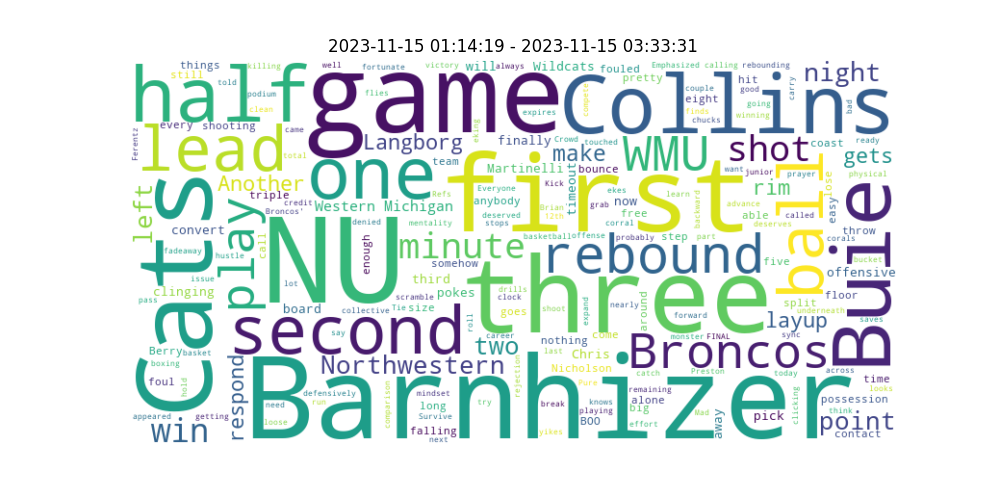 2023-11-15 01:14:19 - 2023-11-15 03:33:31
things well fortunate victory will always Wildcats fouled Emphasized calling rebounding
half game Collins night
still told killing podium clean flies expires compete pretty eight hit couple good finds going winning chucks carry bad
every shooting came Langborg eking finally Crowd touched make WMU shot coast ready
Ferentz lead total team Martinelli bounce want junior prayer gets physical
Another triple one Refs Everyone anybody timeout grab now first learn backward rim advance able called ball easy lose
left credit Western Michigan deserved Kick Brian ekes free corral deserves throw
Cats convert Broncos' denied mentality stops 12th basketball offense probably step part corals Buie
play call NU enough minute rebound bucket
fadeaway hustle issue lot somehow third three five offensive
pass clinging board collective scramble Tie size pokes drills clock goes roll shoot expand nearly around forward split underneath floor saves
second say career nothing come monster FINAL layup sync
Berry basket boxing two last Chris Broncos
foul hold respond Northwestern Nicholson catch Preston today across time looks
Barnhizer defensively run comparison mindset long Survive try rejection break Pure knows playing remaining alone big Mad pick clicking possession think
appeared getting need loose falling next yikes BOO effort away point
win contact